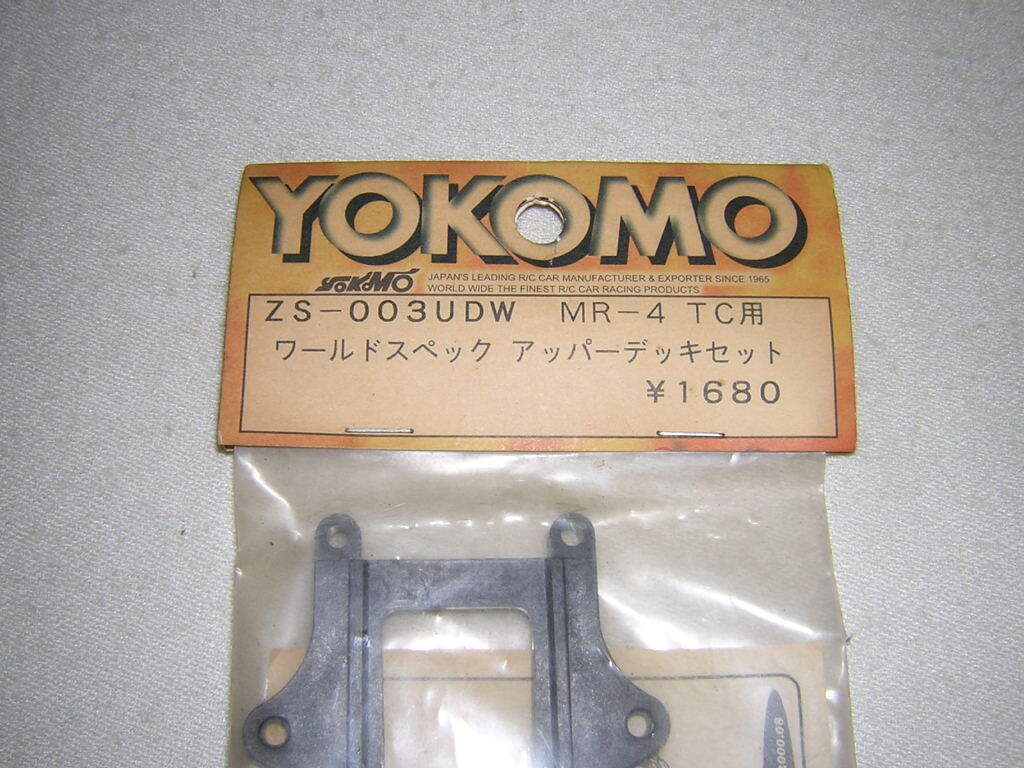 YOKOMO
YOKOMO JAPAN'S LEADING R/C CAR MANUFACTURER & EXPORTER SINCE 1965
WORLD WIDE THE FINEST R/C CAR RACING PRODUCTS
ZS-003UDW MR-4 TC用
ワールドスペック アッパーデッキセット
¥1680